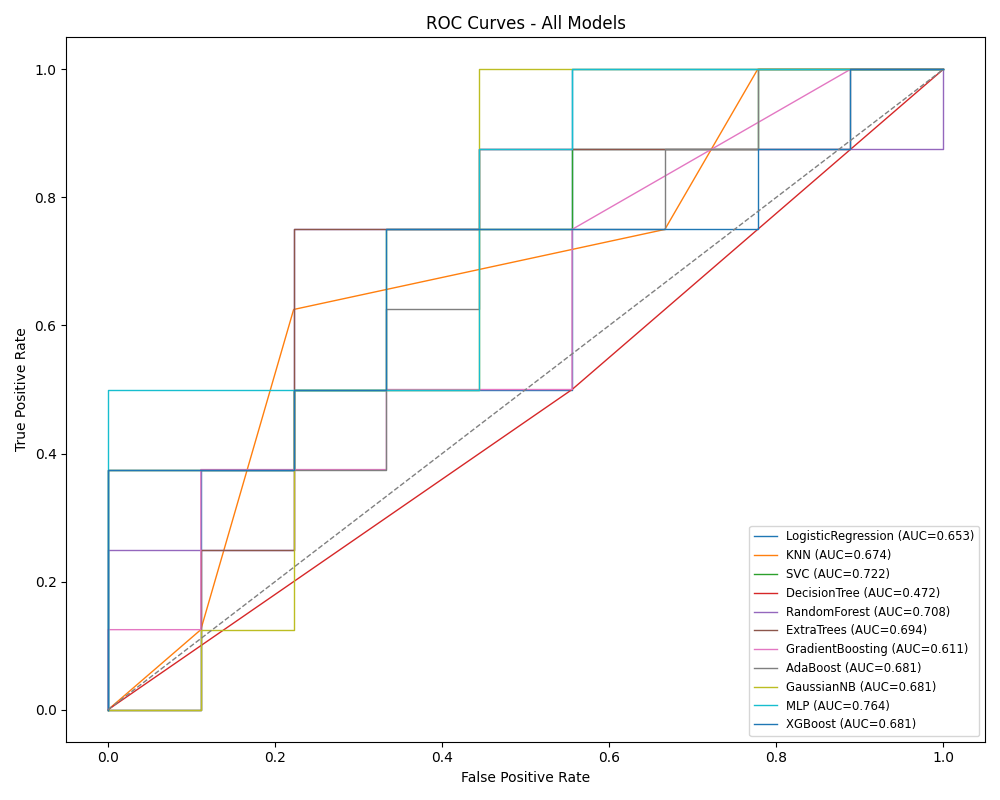 ROC Curves - All Models
True Positive Rate
1.0
0.8
0.6
0.4
0.2
0.0
LogisticRegression (AUC=0.653)
KNN (AUC=0.674)
SVC (AUC=0.722)
DecisionTree (AUC=0.472)
RandomForest (AUC=0.708)
ExtraTrees (AUC=0.694)
GradientBoosting (AUC=0.611)
AdaBoost (AUC=0.681)
GaussianNB (AUC=0.681)
MLP (AUC=0.764)
XGBoost (AUC=0.681)
0.0 0.2 0.4 0.6 0.8 1.0
False Positive Rate